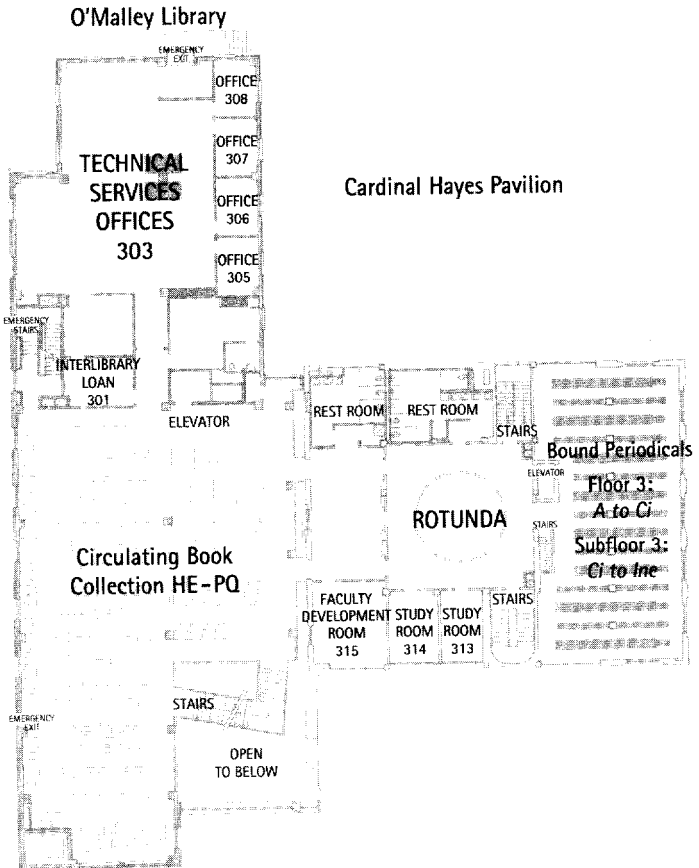 O'Malley Library
EMERGENCY
EXIT
OFFICE
308
OFFICE
307
TECHNICAL
SERVICES
OFFICES
303
Cardinal Hayes Pavilion
OFFICE
306
OFFICE
305
EMERGENCY
STAIRS
INTERLIBRARY
LOAN
301
ELEVATOR
REST ROOM
REST ROOM
STAIRS
Bound Periodicals
ELEVATOR
Floor 3:
A to Ci
ROTUNDA
STAIRS
Subfloor 3:
Ci to Ine
Circulating Book
Collection HE-PQ
FACULTY
DEVELOPMENT
ROOM
315
STUDY
ROOM
314
STUDY
ROOM
313
STAIRS
STAIRS
EMERGENCY
EXIT
OPEN
TO BELOW